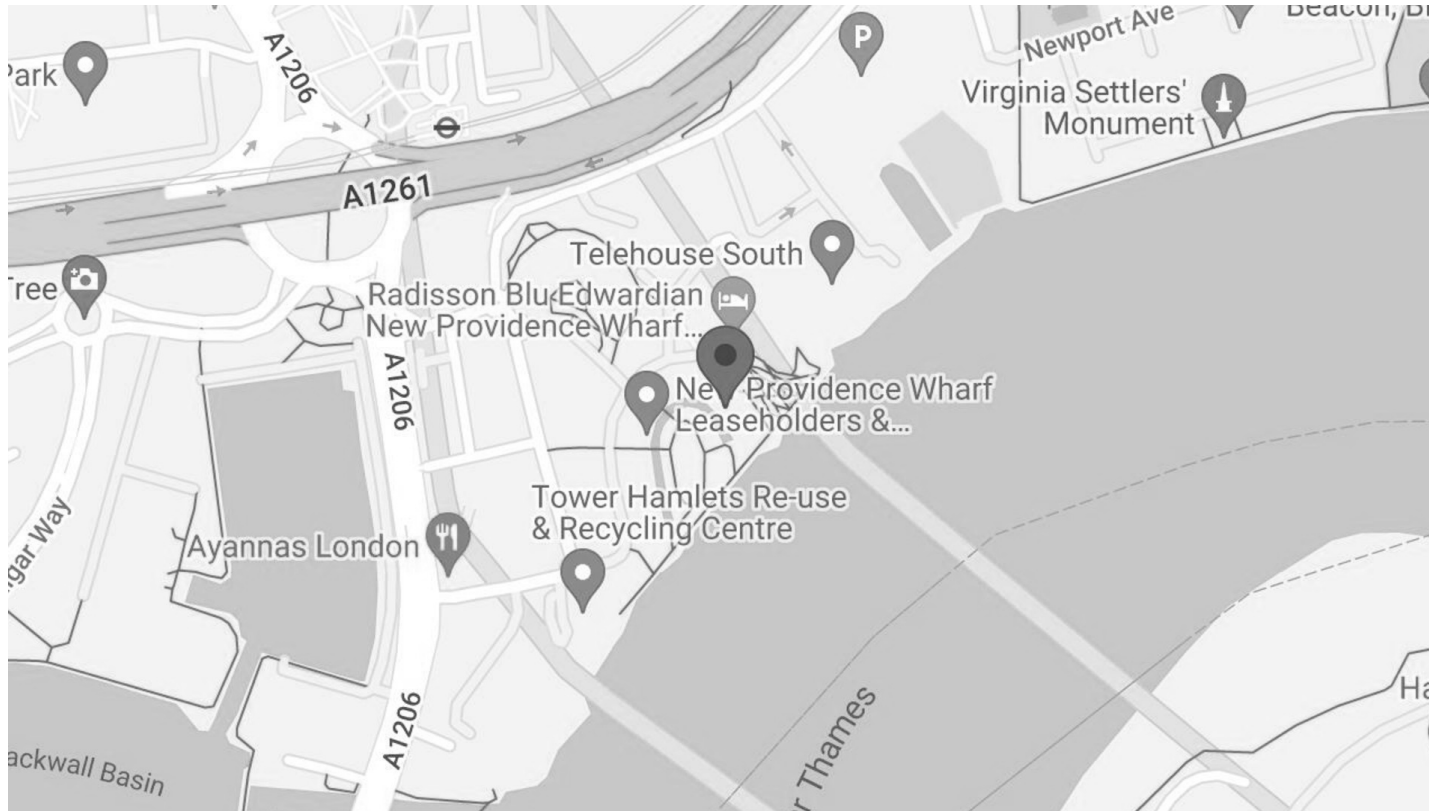 Beacon, B
Newport Ave
P
A1206
Park
Virginia Settlers'
Monument
A1261
Telehouse South
Tree
Radisson Blu Edwardian
New Providence Wharf...
A1206
New Providence Wharf
Leaseholders &...
Tower Hamlets Re-use
& Recycling Centre
Ayannas London
gar Way
Ha
A1206
r Thames
ackwall Basin